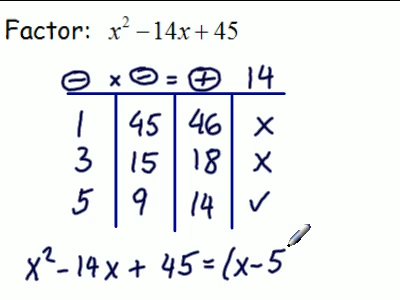 Factor: x² − 14x + 45
⊖ × ⊖ = ⊕ 14
1 45 46 x
3 15 18 x
5 9 14 ✓
x² − 14x + 45 = (x − 5